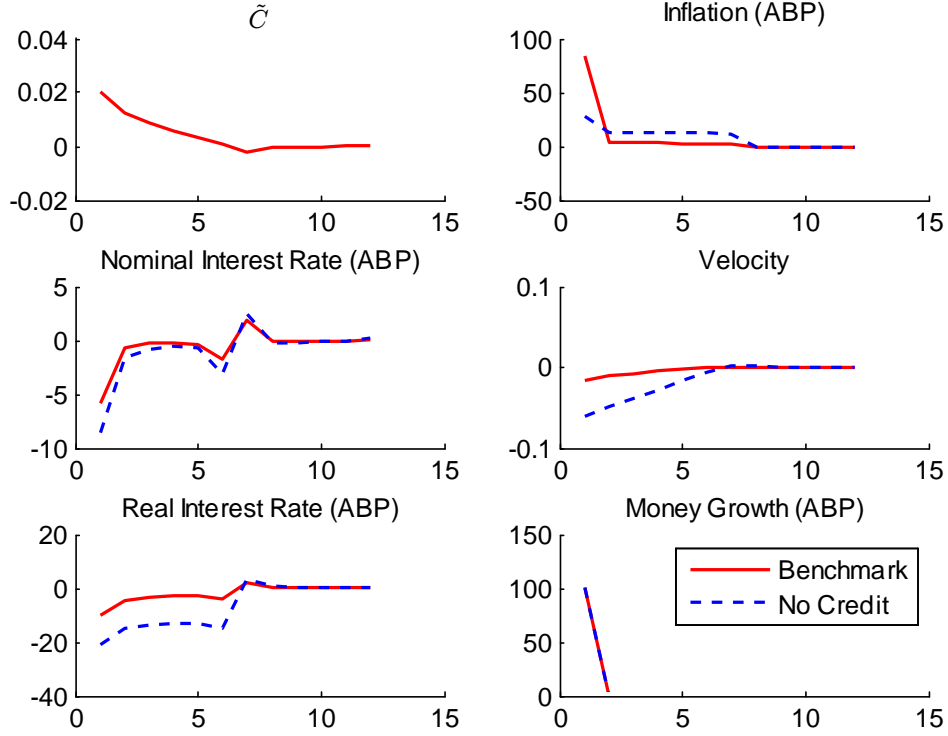 C̃
0.04
0.02
0
-0.02
0 5 10 15
Inflation (ABP)
100
50
0
-50
0 5 10 15
Nominal Interest Rate (ABP)
5
0
-5
-10
0 5 10 15
Velocity
0.1
0
-0.1
0 5 10 15
Real Interest Rate (ABP)
20
0
-20
-40
0 5 10 15
Money Growth (ABP)
150
100
50
0
0 5 10 15
Benchmark
No Credit